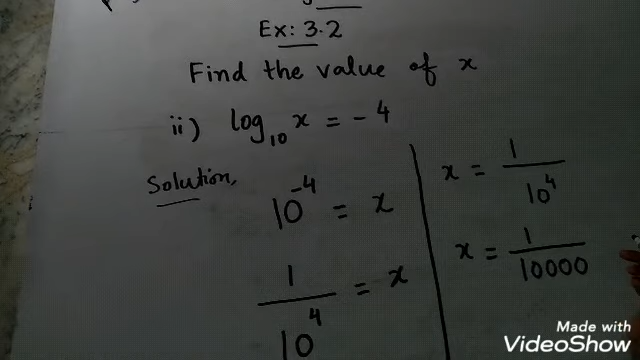 Ex: 3.2
Find the value of x
ii) log₁₀ x = -4
Solution,
10⁻⁴ = x
1/10⁴ = x
x = 1/10⁴
x = 1/10000
Made with
VideoShow